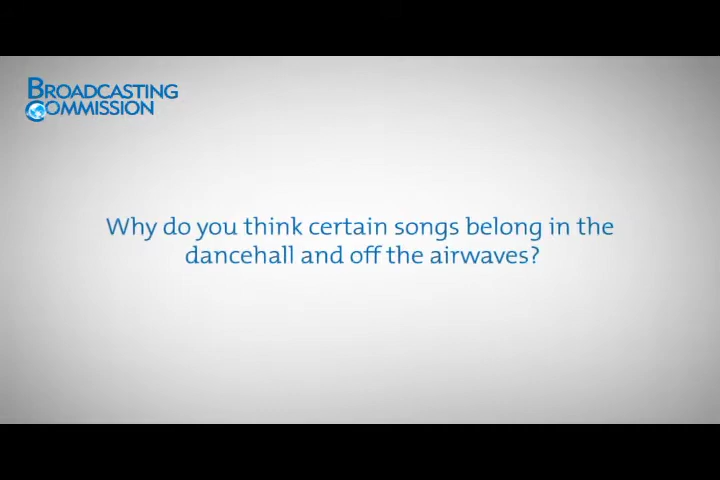 BROADCASTING
COMMISSION
Why do you think certain songs belong in the
dancehall and off the airwaves?